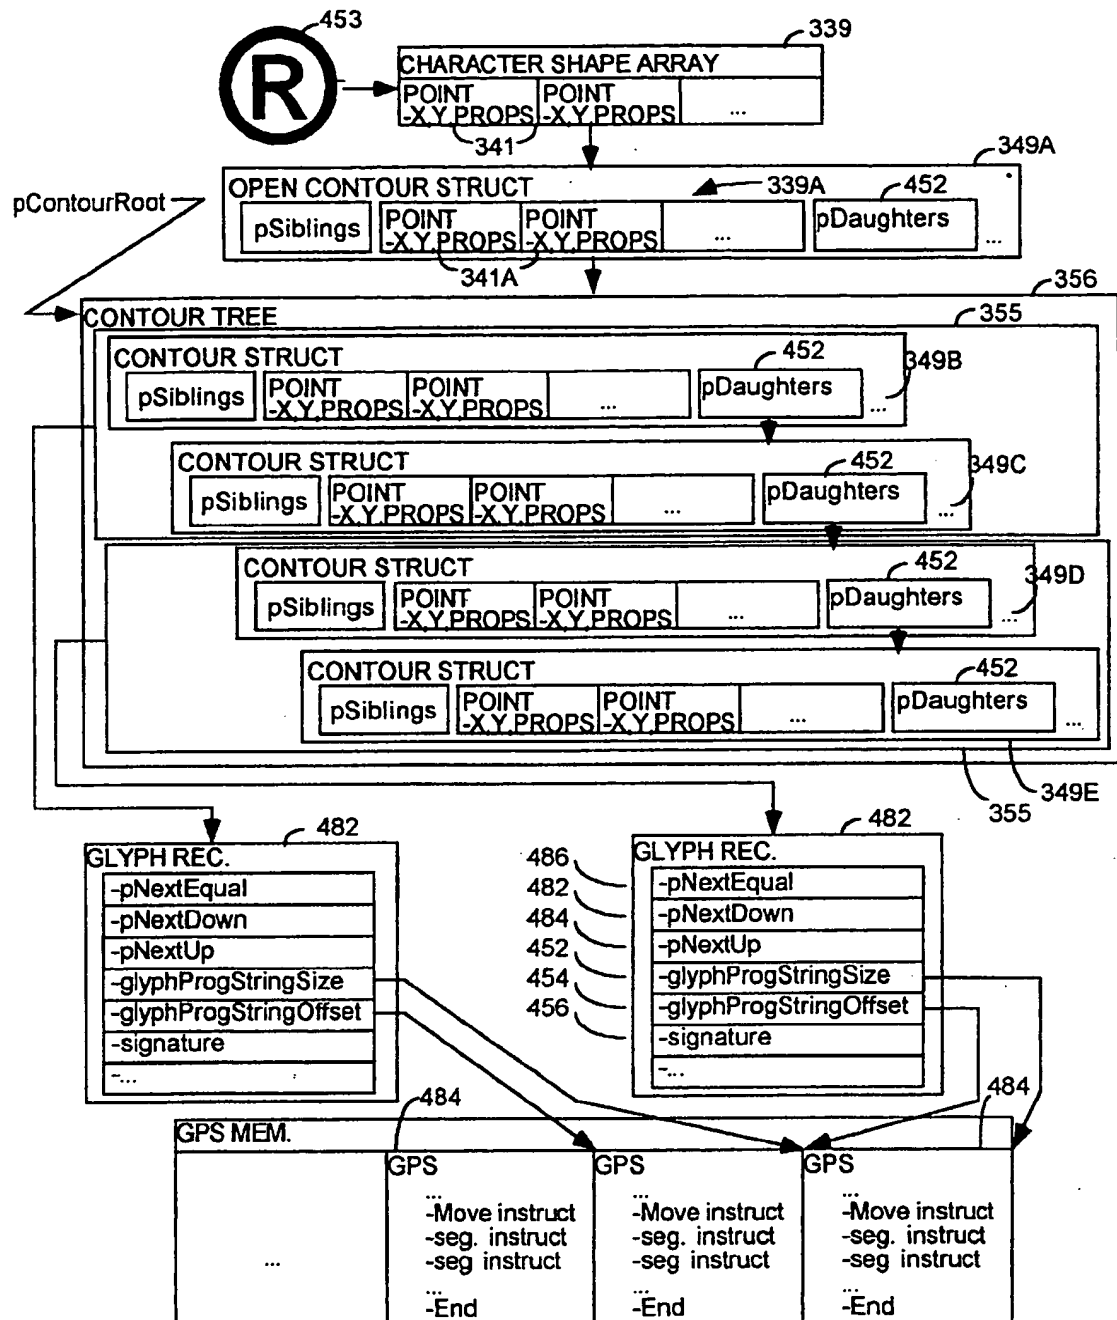 453
339
R
CHARACTER SHAPE ARRAY
POINT POINT
-X.Y.PROPS -X.Y.PROPS ...
341
349A
OPEN CONTOUR STRUCT 339A 452
pContourRoot
pSiblings POINT POINT ... pDaughters ...
-X.Y.PROPS -X.Y.PROPS
341A
356
CONTOUR TREE 355
CONTOUR STRUCT 452 349B
pSiblings POINT POINT ... pDaughters ...
-X.Y.PROPS -X.Y.PROPS
CONTOUR STRUCT 452 349C
pSiblings POINT POINT ... pDaughters ...
-X.Y.PROPS -X.Y.PROPS
CONTOUR STRUCT 452 349D
pSiblings POINT POINT ... pDaughters ...
-X.Y.PROPS -X.Y.PROPS
CONTOUR STRUCT 452
pSiblings POINT POINT ... pDaughters ...
-X.Y.PROPS -X.Y.PROPS
355 349E
482
GLYPH REC.
-pNextEqual
-pNextDown
-pNextUp
-glyphProgStringSize
-glyphProgStringOffset
-signature
-...
482
GLYPH REC.
486 -pNextEqual
482 -pNextDown
484 -pNextUp
452 -glyphProgStringSize
454 -glyphProgStringOffset
456 -signature
-...
484 484
GPS MEM.
...
GPS
...
-Move instruct
-seg. instruct
-seg instruct
...
-End
GPS
...
-Move instruct
-seg. instruct
-seg instruct
...
-End
GPS
...
-Move instruct
-seg. instruct
-seg instruct
...
-End